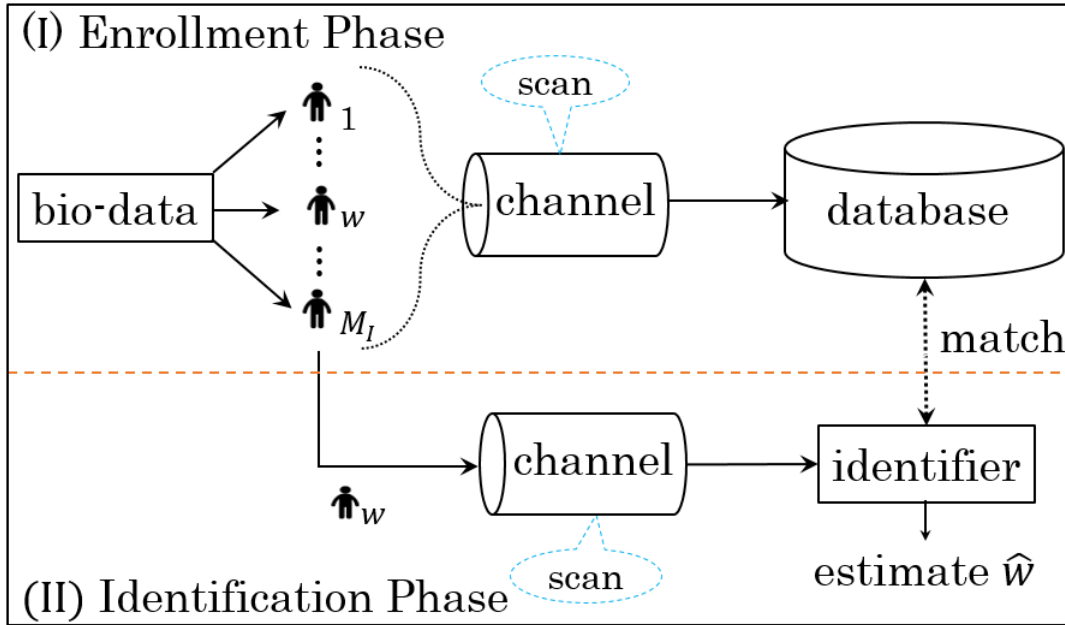 (I) Enrollment Phase
scan
1
bio-data
w
channel
database
M_I
match
channel
identifier
w
scan
estimate ŵ
(II) Identification Phase